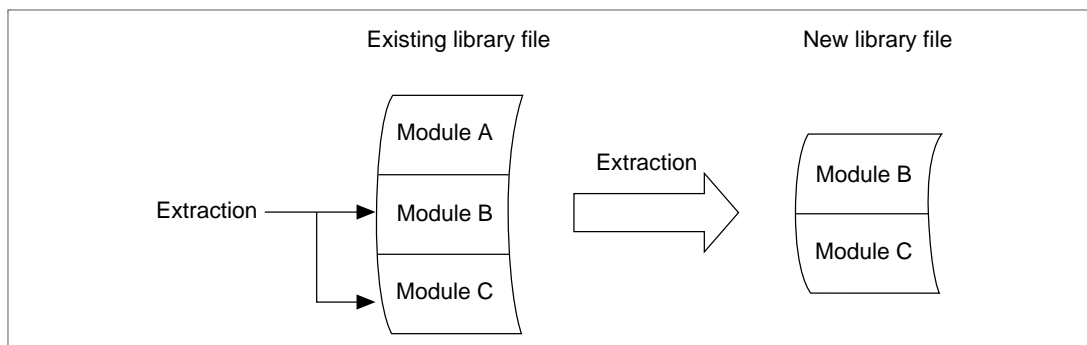 Existing library file
New library file
Module A
Module B
Module C
Extraction
Extraction
Module B
Module C